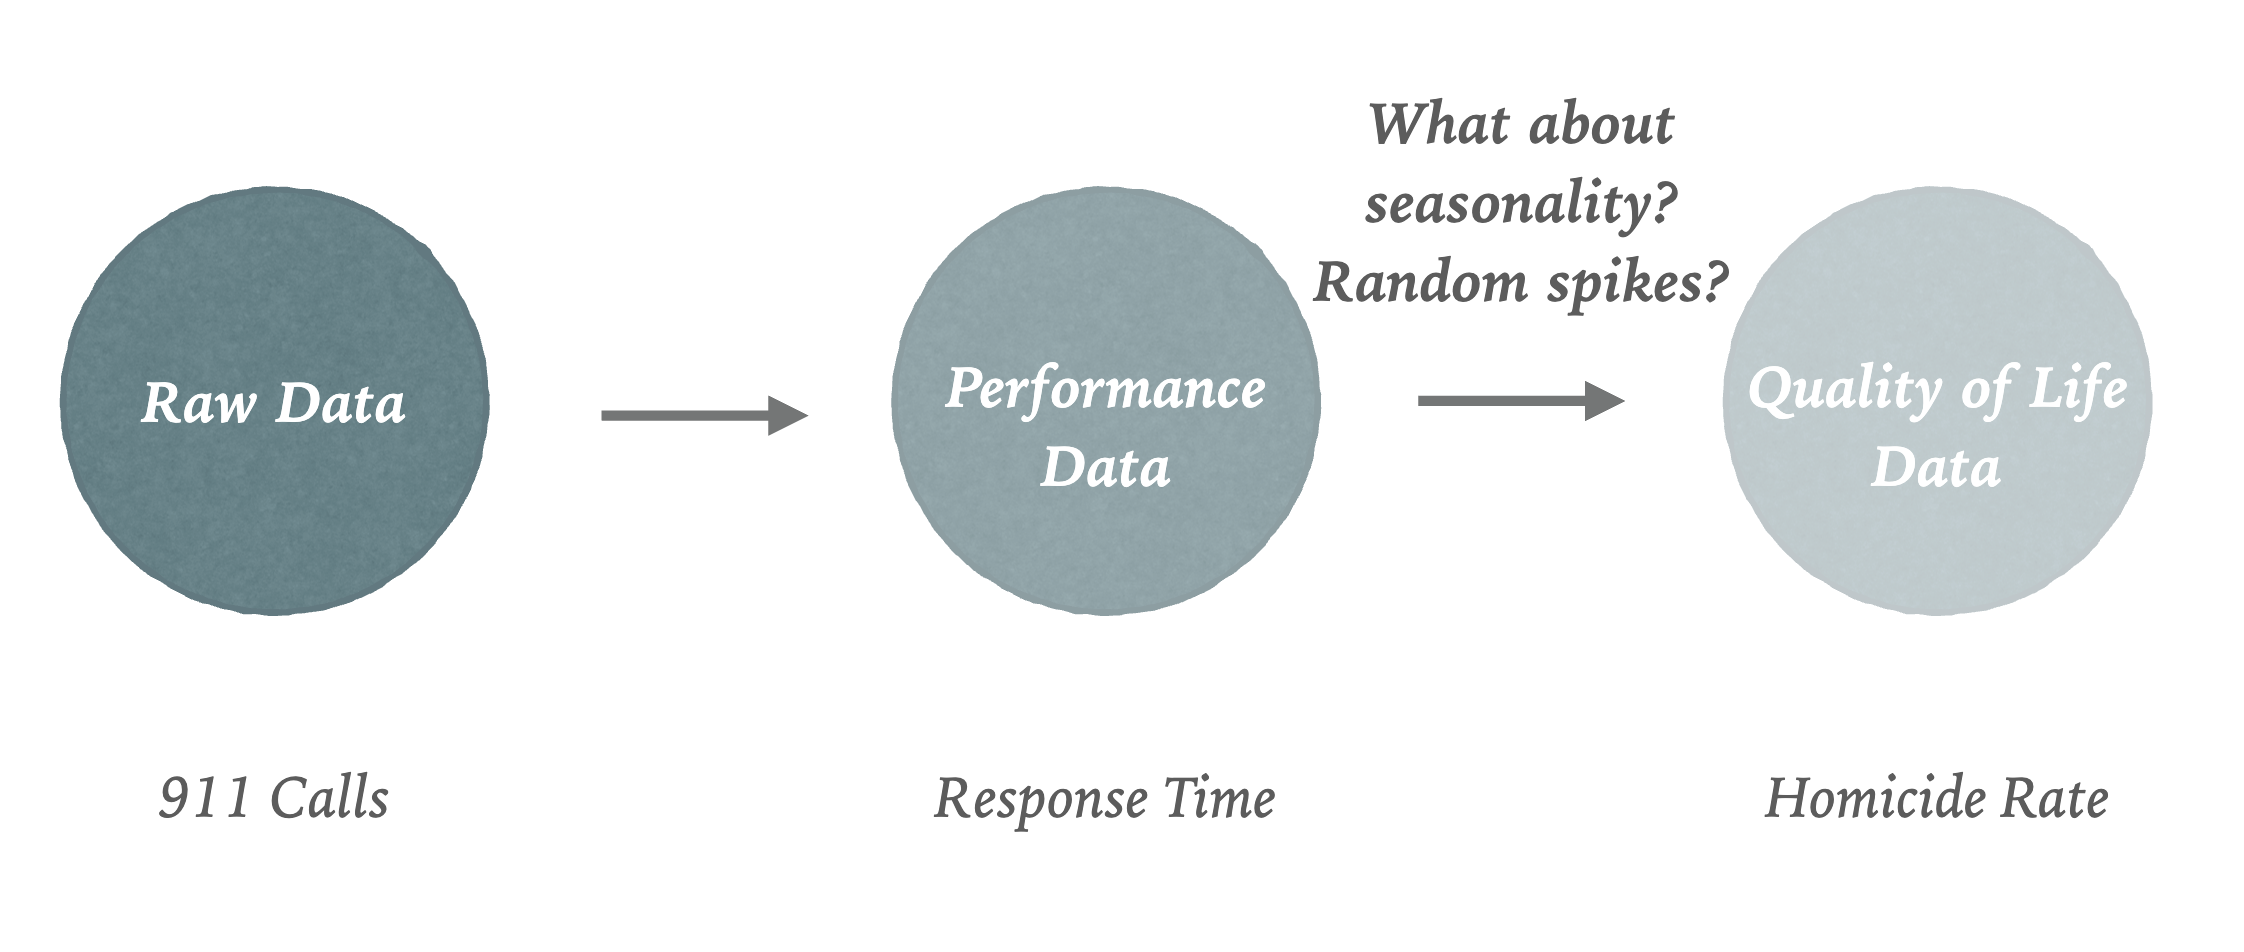 What about
seasonality?
Random spikes?
Raw Data
Performance
Data
Quality of Life
Data
911 Calls
Response Time
Homicide Rate